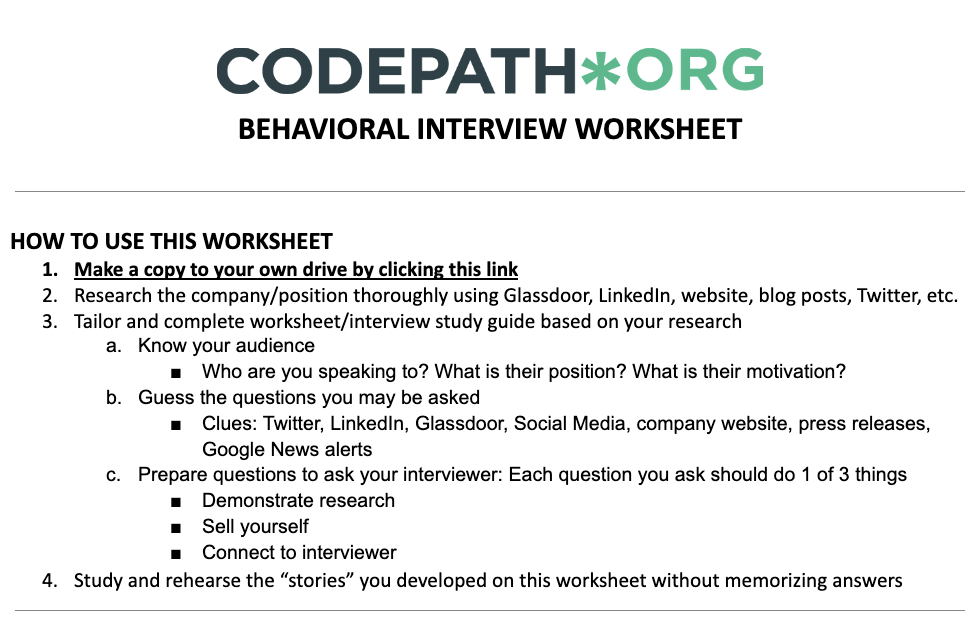 CODEPATH*ORG
BEHAVIORAL INTERVIEW WORKSHEET
HOW TO USE THIS WORKSHEET
1. Make a copy to your own drive by clicking this link
2. Research the company/position thoroughly using Glassdoor, LinkedIn, website, blog posts, Twitter, etc.
3. Tailor and complete worksheet/interview study guide based on your research
a. Know your audience
■ Who are you speaking to? What is their position? What is their motivation?
b. Guess the questions you may be asked
■ Clues: Twitter, LinkedIn, Glassdoor, Social Media, company website, press releases,
Google News alerts
c. Prepare questions to ask your interviewer: Each question you ask should do 1 of 3 things
■ Demonstrate research
■ Sell yourself
■ Connect to interviewer
4. Study and rehearse the “stories” you developed on this worksheet without memorizing answers